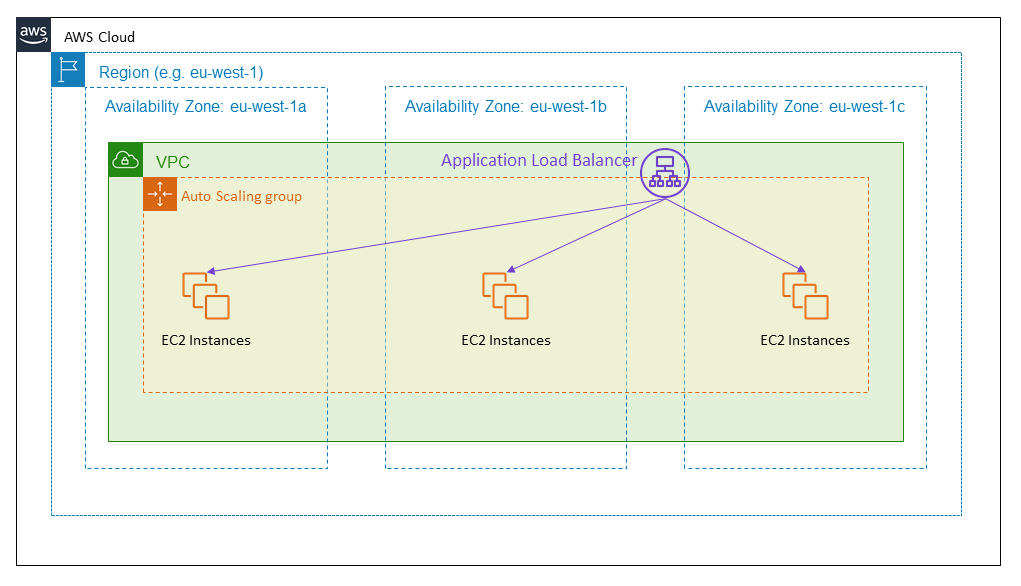 aws
AWS Cloud
Region (e.g. eu-west-1)
Availability Zone: eu-west-1a
Availability Zone: eu-west-1b
Availability Zone: eu-west-1c
VPC
Application Load Balancer
Auto Scaling group
EC2 Instances
EC2 Instances
EC2 Instances